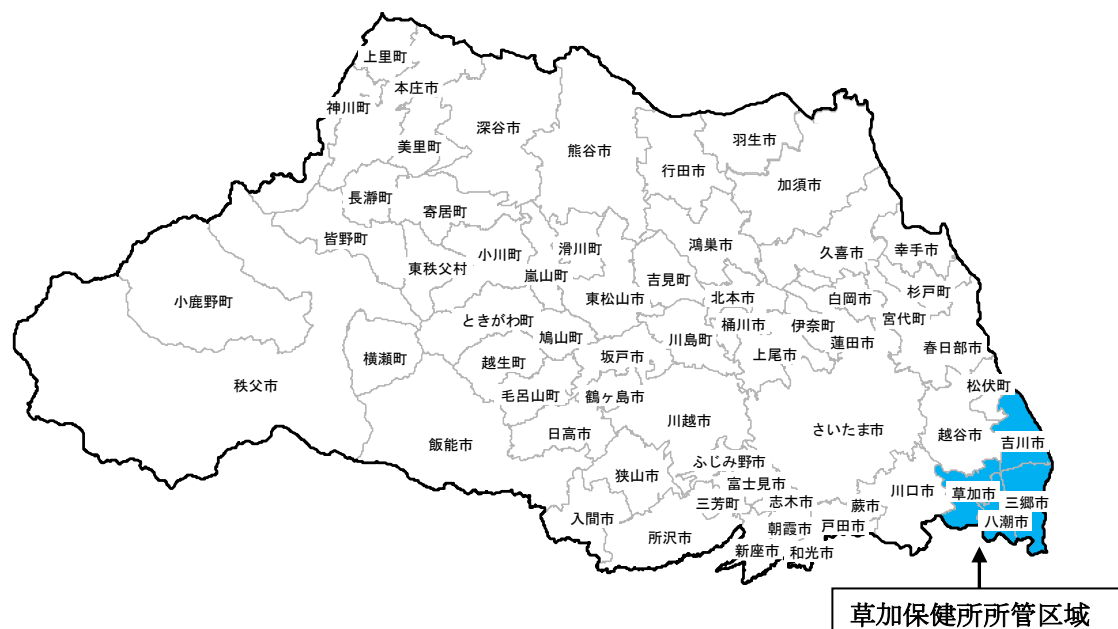 上里町
本庄市
神川町
深谷市
羽生市
美里町
熊谷市
行田市
加須市
長瀞町
寄居町
皆野町
鴻巣市
久喜市
幸手市
小川町
滑川町
東秩父村
嵐山町
吉見町
小鹿野町
東松山市
北本市
白岡市
杉戸町
ときがわ町
桶川市
伊奈町
宮代町
鳩山町
川島町
蓮田市
春日部市
横瀬町
越生町
坂戸市
上尾市
秩父市
毛呂山町
鶴ヶ島市
松伏町
飯能市
日高市
川越市
さいたま市
越谷市
吉川市
狭山市
ふじみ野市
富士見市
川口市
草加市
三芳町
志木市
蕨市
三郷市
入間市
所沢市
朝霞市
戸田市
八潮市
新座市
和光市
草加保健所所管区域